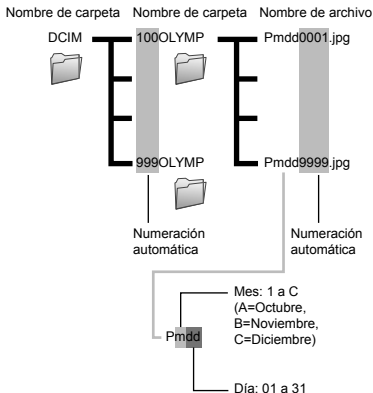 Nombre de carpeta Nombre de carpeta Nombre de archivo
DCIM 100OLYMP Pmdd0001.jpg
999OLYMP Pmdd9999.jpg
Numeración
automática
Numeración
automática
Mes: 1 a C
(A=Octubre,
B=Noviembre,
C=Diciembre)
Pmdd
Día: 01 a 31